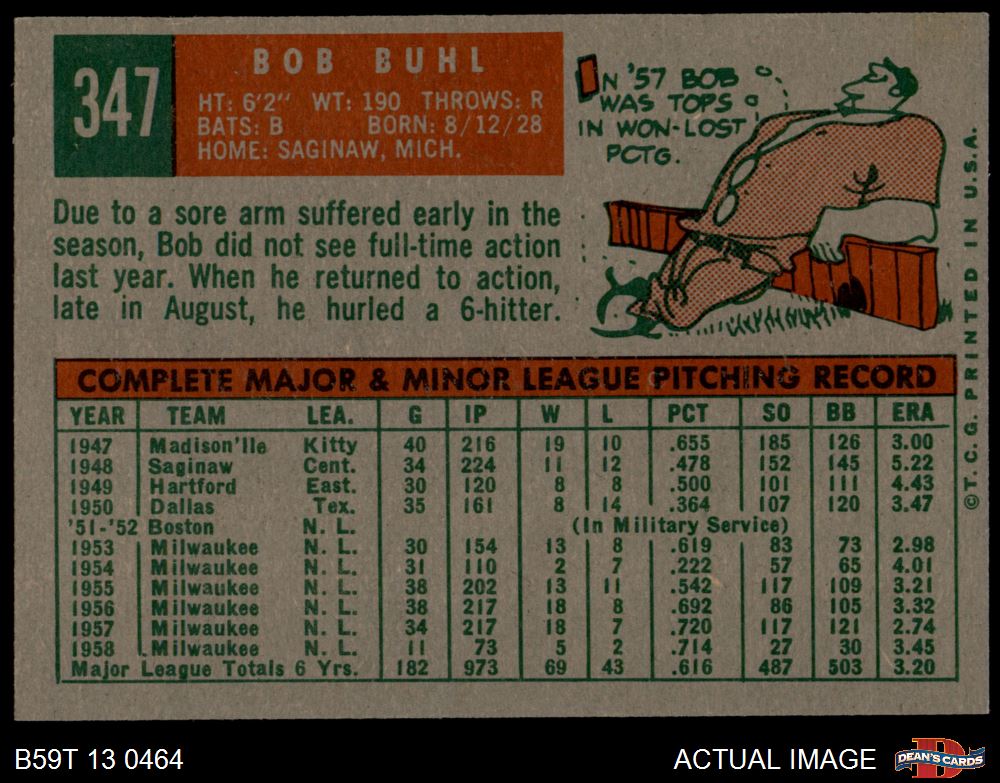 347
BOB BUHL
HT: 6'2" WT: 190 THROWS: R
BATS: B BORN: 8/12/28
HOME: SAGINAW, MICH.
IN '57 BOB
WAS TOPS
IN WON-LOST
PCTG.
Due to a sore arm suffered early in the
season, Bob did not see full-time action
last year. When he returned to action,
late in August, he hurled a 6-hitter.
COMPLETE MAJOR & MINOR LEAGUE PITCHING RECORD
YEAR TEAM LEA. G IP W L PCT SO BB ERA
1947 Madison'lle Kitty 40 216 19 10 .655 185 126 3.00
1948 Saginaw Cent. 34 224 11 12 .478 152 145 5.22
1949 Hartford East. 30 120 8 8 .500 101 111 4.43
1950 Dallas Tex. 35 161 8 14 .364 107 120 3.47
'51-'52 Boston N. L. (In Military Service)
1953 Milwaukee N. L. 30 154 13 8 .619 83 73 2.98
1954 Milwaukee N. L. 31 110 2 7 .222 57 65 4.01
1955 Milwaukee N. L. 38 202 13 11 .542 117 109 3.21
1956 Milwaukee N. L. 38 217 18 8 .692 86 105 3.32
1957 Milwaukee N. L. 34 217 18 7 .720 117 121 2.74
1958 Milwaukee N. L. 11 73 5 2 .714 27 30 3.45
Major League Totals 6 Yrs. 182 973 69 43 .616 487 503 3.20
©T. C. G. PRINTED IN U.S.A.
B59T 13 0464
ACTUAL IMAGE
DEAN'S CARDS